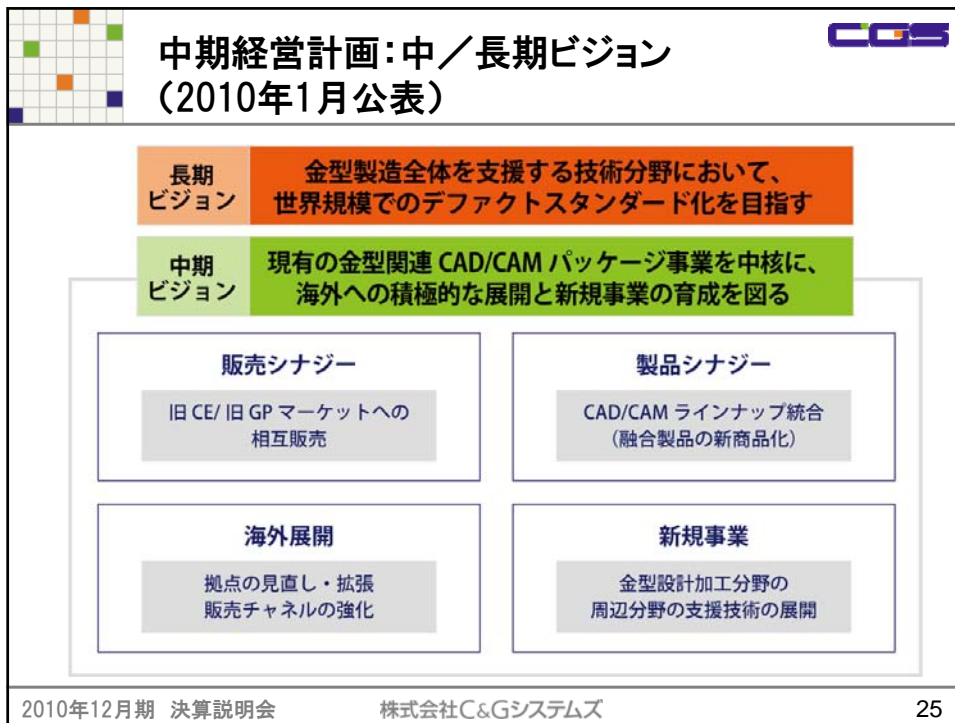 中期経営計画：中／長期ビジョン
（2010年1月公表）
CGS
長期
ビジョン
金型製造全体を支援する技術分野において、
世界規模でのデファクトスタンダード化を目指す
中期
ビジョン
現有の金型関連 CAD/CAM パッケージ事業を中核に、
海外への積極的な展開と新規事業の育成を図る
販売シナジー
旧 CE/ 旧 GP マーケットへの
相互販売
製品シナジー
CAD/CAM ラインナップ統合
（融合製品の新商品化）
海外展開
拠点の見直し・拡張
販売チャネルの強化
新規事業
金型設計加工分野の
周辺分野の支援技術の展開
2010年12月期 決算説明会
株式会社C&Gシステムズ
25